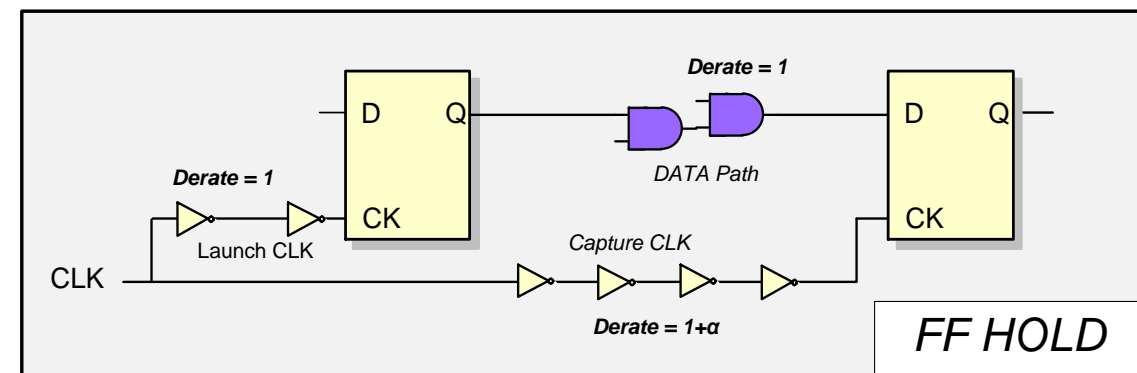 Derate = 1
D
Q
D
Q
DATA Path
Derate = 1
CK
CK
Launch CLK
Capture CLK
CLK
Derate = 1+α
FF HOLD